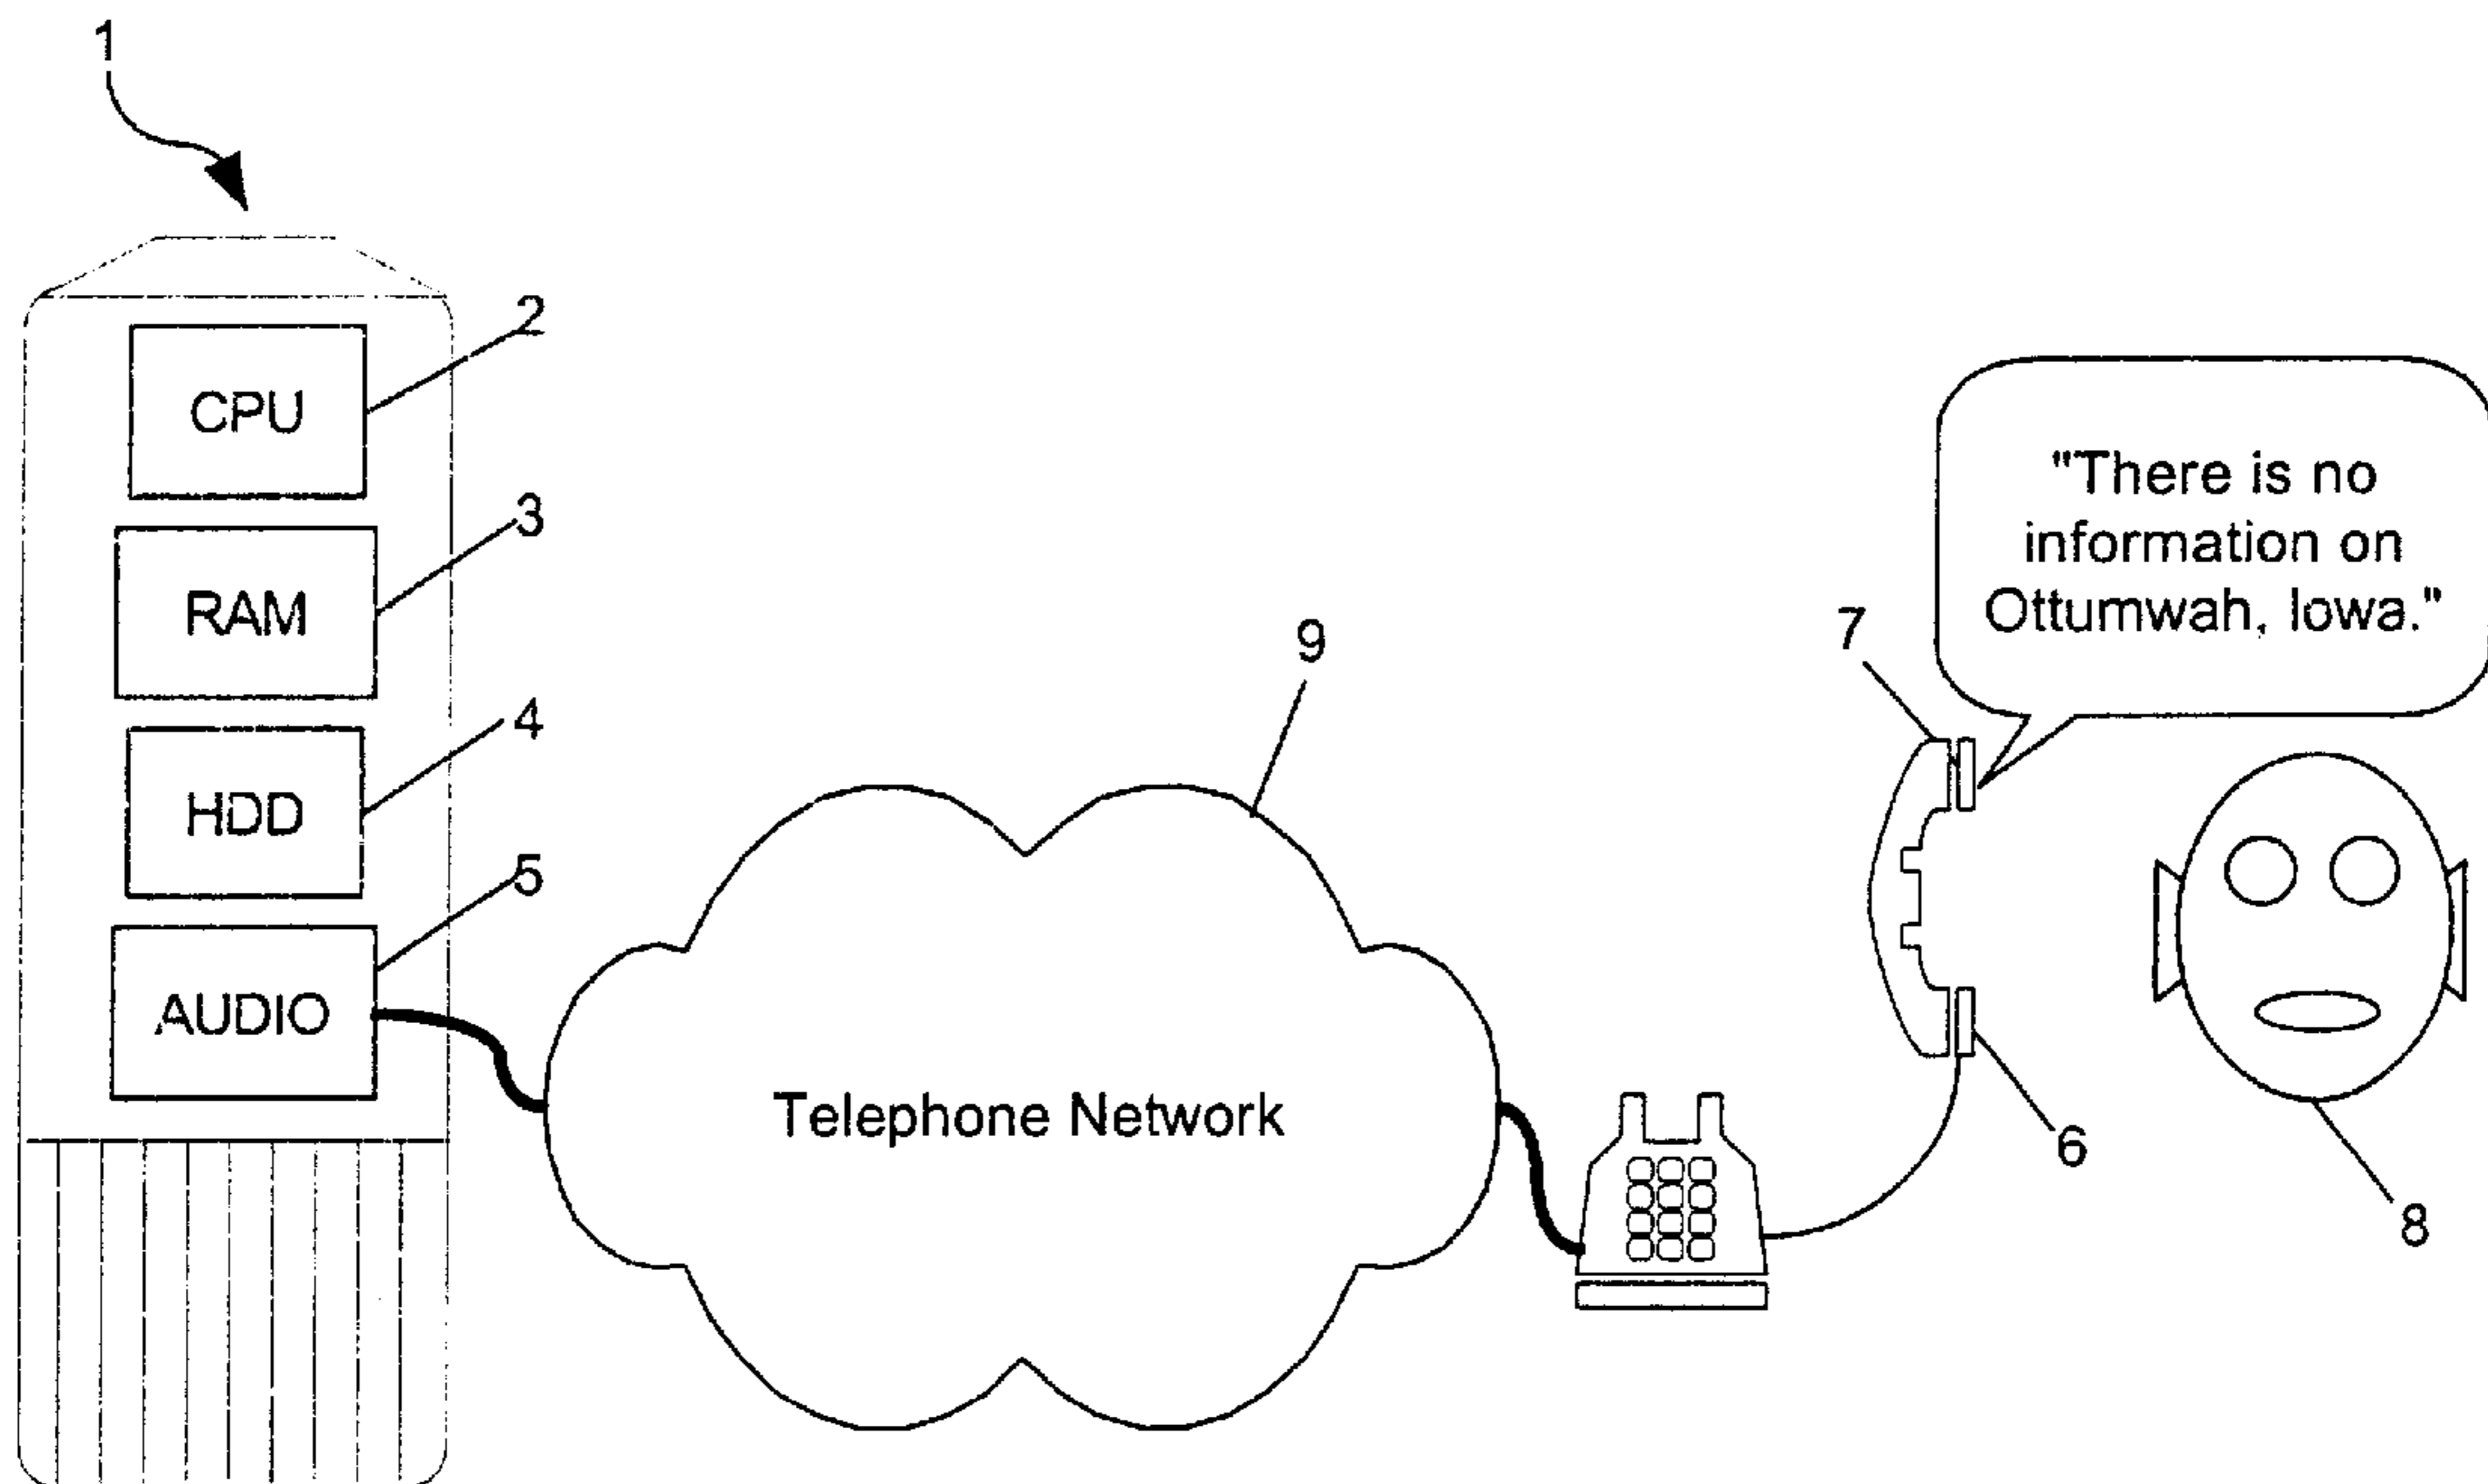 1
2
CPU
3
RAM
4
HDD
5
AUDIO
9
Telephone Network
7
"There is no
information on
Ottumwah, Iowa."
6
8